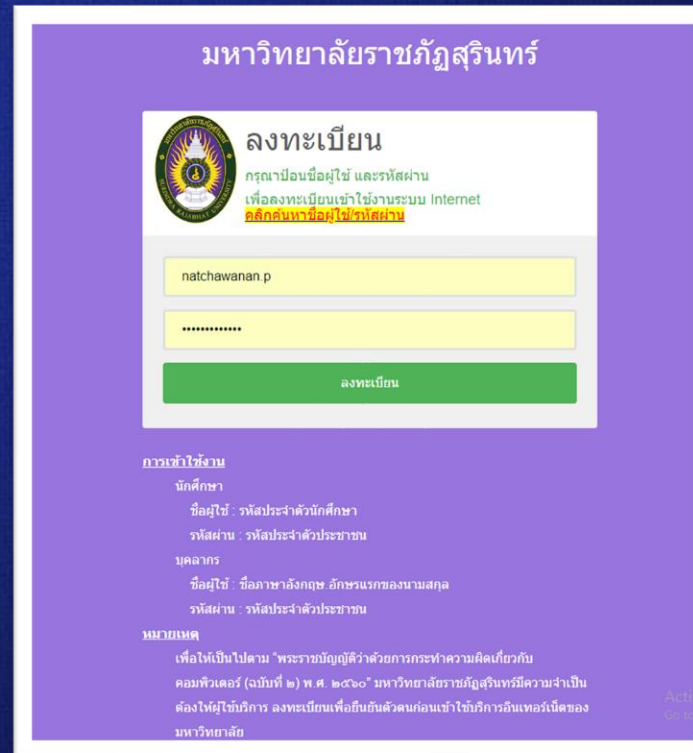 มหาวิทยาลัยราชภัฏสุรินทร์
ลงทะเบียน
กรุณาป้อนชื่อผู้ใช้ และรหัสผ่าน
เพื่อลงทะเบียนเข้าใช้งานระบบ Internet
คลิกค้นหาชื่อผู้ใช้/รหัสผ่าน
natchawanan.p
•••••••••••••
ลงทะเบียน
การเข้าใช้งาน
นักศึกษา
ชื่อผู้ใช้ : รหัสประจำตัวนักศึกษา
รหัสผ่าน : รหัสประจำตัวประชาชน
บุคลากร
ชื่อผู้ใช้ : ชื่อภาษาอังกฤษ.อักษรแรกของนามสกุล
รหัสผ่าน : รหัสประจำตัวประชาชน
หมายเหตุ
เพื่อให้เป็นไปตาม "พระราชบัญญัติว่าด้วยการกระทำความผิดเกี่ยวกับ
คอมพิวเตอร์ (ฉบับที่ ๒) พ.ศ. ๒๕๖๐" มหาวิทยาลัยราชภัฏสุรินทร์มีความจำเป็น
ต้องให้ผู้ใช้บริการ ลงทะเบียนเพื่อยืนยันตัวตนก่อนเข้าใช้บริการอินเทอร์เน็ตของ
มหาวิทยาลัย